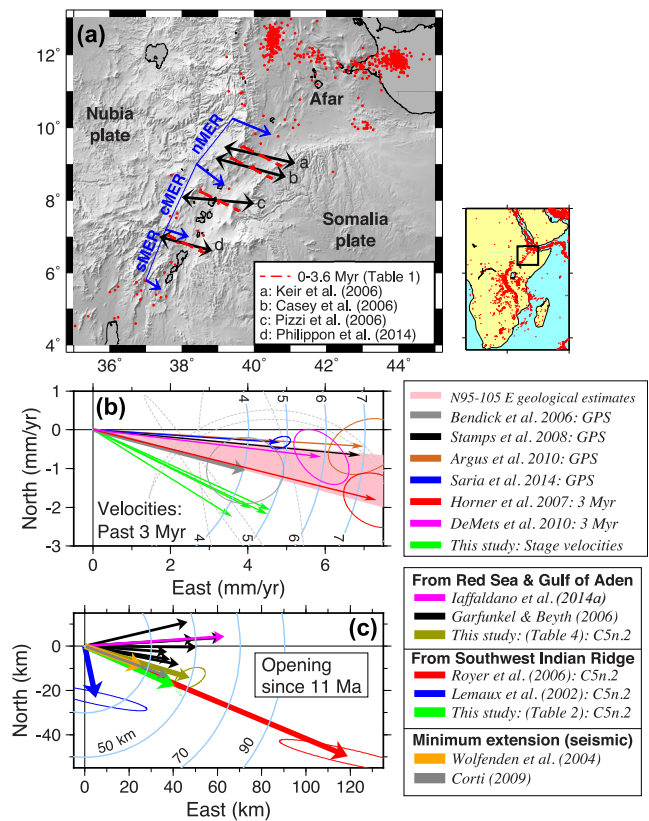 (a)
12°
10°
8°
6°
4°
36°
38°
40°
42°
44°
Nubia
plate
Afar
nMER
cMER
sMER
a
b
c
d
Somalia
plate
0-3.6 Myr (Table 1)
a: Keir et al. (2006)
b: Casey et al. (2006)
c: Pizzi et al. (2006)
d: Philippon et al. (2014)
(b)
North (mm/yr)
1
0
-1
-2
-3
4
5
6
7
4
5
6
7
Velocities:
Past 3 Myr
0
2
4
6
East (mm/yr)
N95-105 E geological estimates
Bendick et al. 2006: GPS
Stamps et al. 2008: GPS
Argus et al. 2010: GPS
Saria et al. 2014: GPS
Horner et al. 2007: 3 Myr
DeMets et al. 2010: 3 Myr
This study: Stage velocities
(c)
North (km)
0
-20
-40
Opening
since 11 Ma
50 km
70
90
0
20
40
60
80
100
120
East (km)
From Red Sea & Gulf of Aden
Iaffaldano et al. (2014a)
Garfunkel & Beyth
(2006)
This study: (Table 4): C5n.2
From Southwest Indian Ridge
Royer et al. (2006): C5n.2
Lemaux et al. (2002): C5n.2
This study: (Table 2): C5n.2
Minimum extension (seismic)
Wolfenden et al. (2004)
Corti (2009)